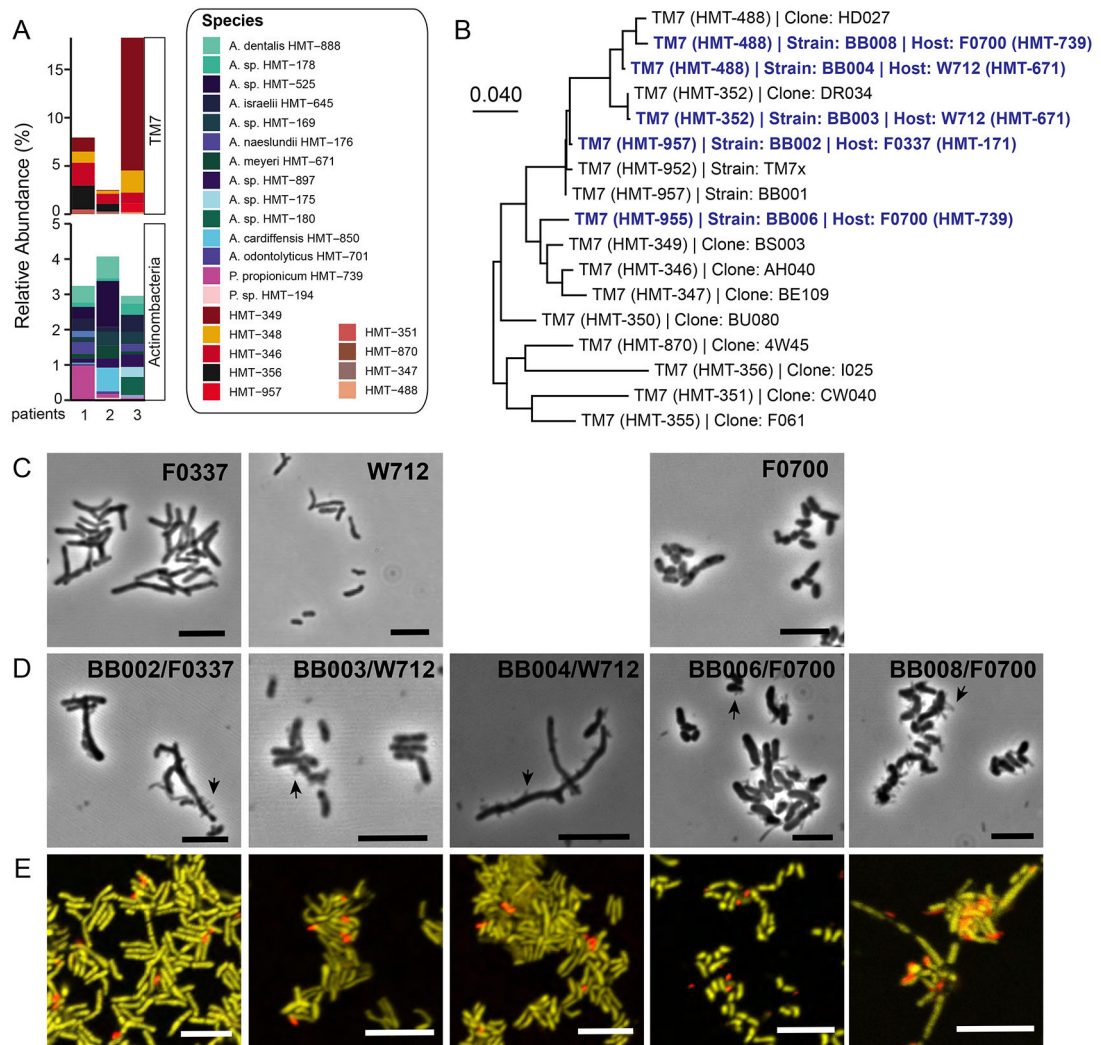 A
Relative Abundance (%)
15
10
5
0
TM7
5
4
3
2
1
0
Actinombacteria
patients 1 2 3
Species
A. dentalis HMT−888
A. sp. HMT−178
A. sp. HMT−525
A. israelii HMT−645
A. sp. HMT−169
A. naeslundii HMT−176
A. meyeri HMT−671
A. sp. HMT−897
A. sp. HMT−175
A. sp. HMT−180
A. cardiffensis HMT−850
A. odontolyticus HMT−701
P. propionicum HMT−739
P. sp. HMT−194
HMT−349
HMT−348
HMT−346
HMT−356
HMT−957
HMT−351
HMT−870
HMT−347
HMT−488
B
0.040
TM7 (HMT-488) | Clone: HD027
TM7 (HMT-488) | Strain: BB008 | Host: F0700 (HMT-739)
TM7 (HMT-488) | Strain: BB004 | Host: W712 (HMT-671)
TM7 (HMT-352) | Clone: DR034
TM7 (HMT-352) | Strain: BB003 | Host: W712 (HMT-671)
TM7 (HMT-957) | Strain: BB002 | Host: F0337 (HMT-171)
TM7 (HMT-952) | Strain: TM7x
TM7 (HMT-957) | Strain: BB001
TM7 (HMT-955) | Strain: BB006 | Host: F0700 (HMT-739)
TM7 (HMT-349) | Clone: BS003
TM7 (HMT-346) | Clone: AH040
TM7 (HMT-347) | Clone: BE109
TM7 (HMT-350) | Clone: BU080
TM7 (HMT-870) | Clone: 4W45
TM7 (HMT-356) | Clone: I025
TM7 (HMT-351) | Clone: CW040
TM7 (HMT-355) | Clone: F061
C
F0337
W712
F0700
D
BB002/F0337
BB003/W712
BB004/W712
BB006/F0700
BB008/F0700
E